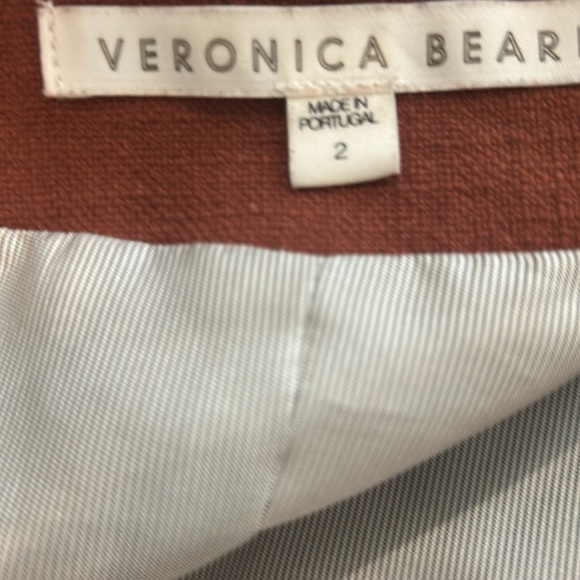 VERONICA BEAR
MADE IN
PORTUGAL
2